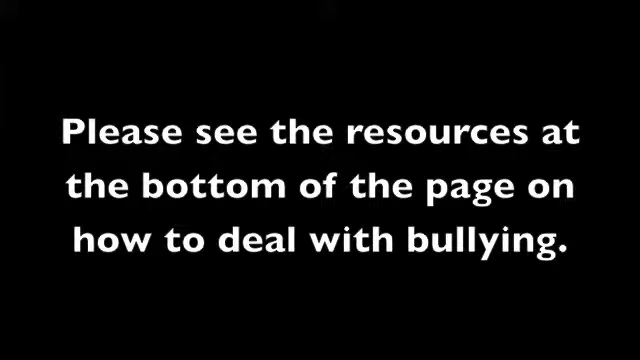 Please see the resources at
the bottom of the page on
how to deal with bullying.